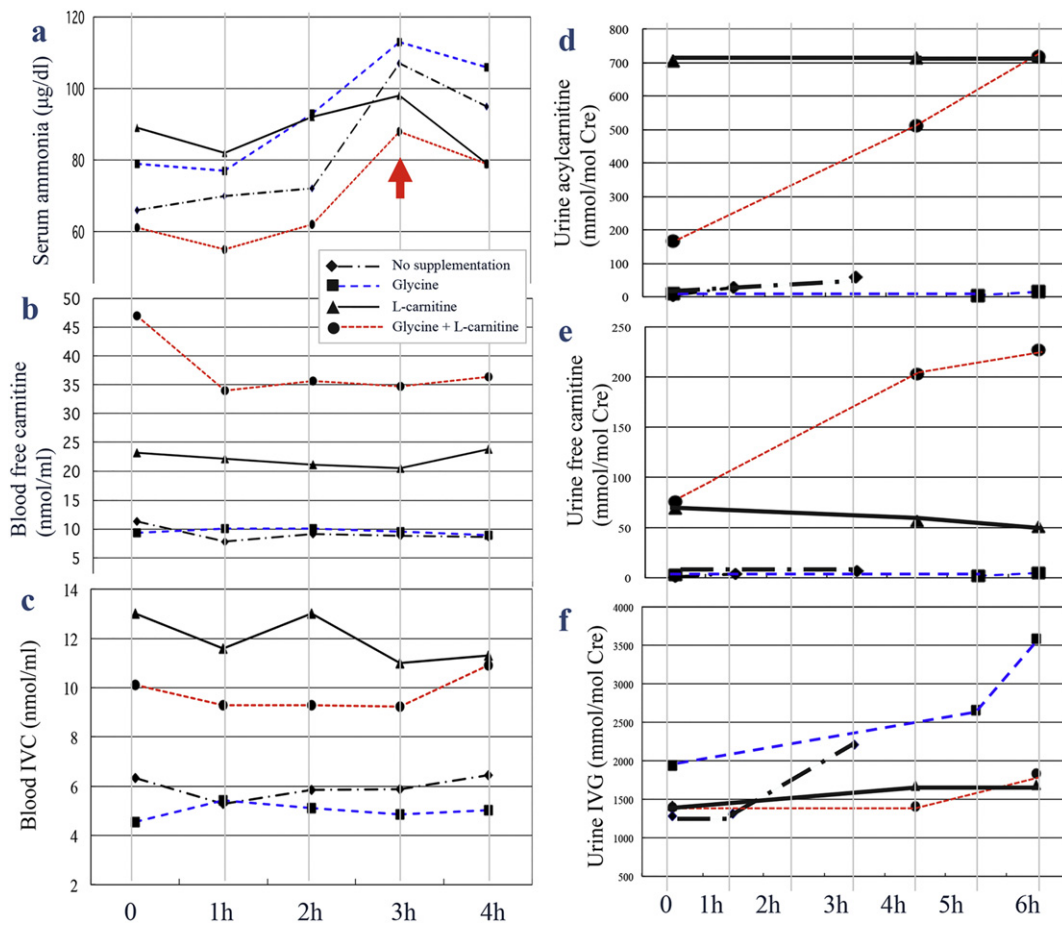 a
Serum ammonia (µg/dl)
120
100
80
60
No supplementation
Glycine
L-carnitine
Glycine + L-carnitine
b
Blood free carnitine
(nmol/ml)
50
45
40
35
30
25
20
15
10
5
c
Blood IVC (nmol/ml)
14
12
10
8
6
4
2
0 1h 2h 3h 4h
d
Urine acylcarnitine
(mmol/mol Cre)
800
700
600
500
400
300
200
100
0
e
Urine free carnitine
(mmol/mol Cre)
250
200
150
100
50
0
f
Urine IVG (mmol/mol Cre)
4000
3500
3000
2500
2000
1500
1000
500
0 1h 2h 3h 4h 5h 6h